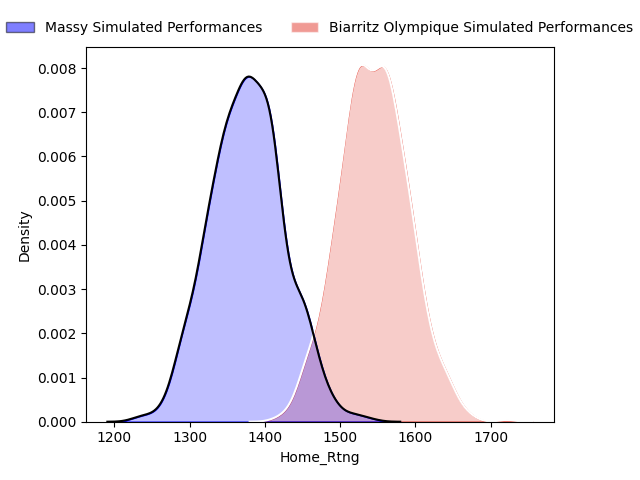 Massy Simulated Performances
Biarritz Olympique Simulated Performances
0.008
0.007
0.006
0.005
0.004
0.003
0.002
0.001
0.000
Density
1200 1300 1400 1500 1600 1700
Home_Rtng